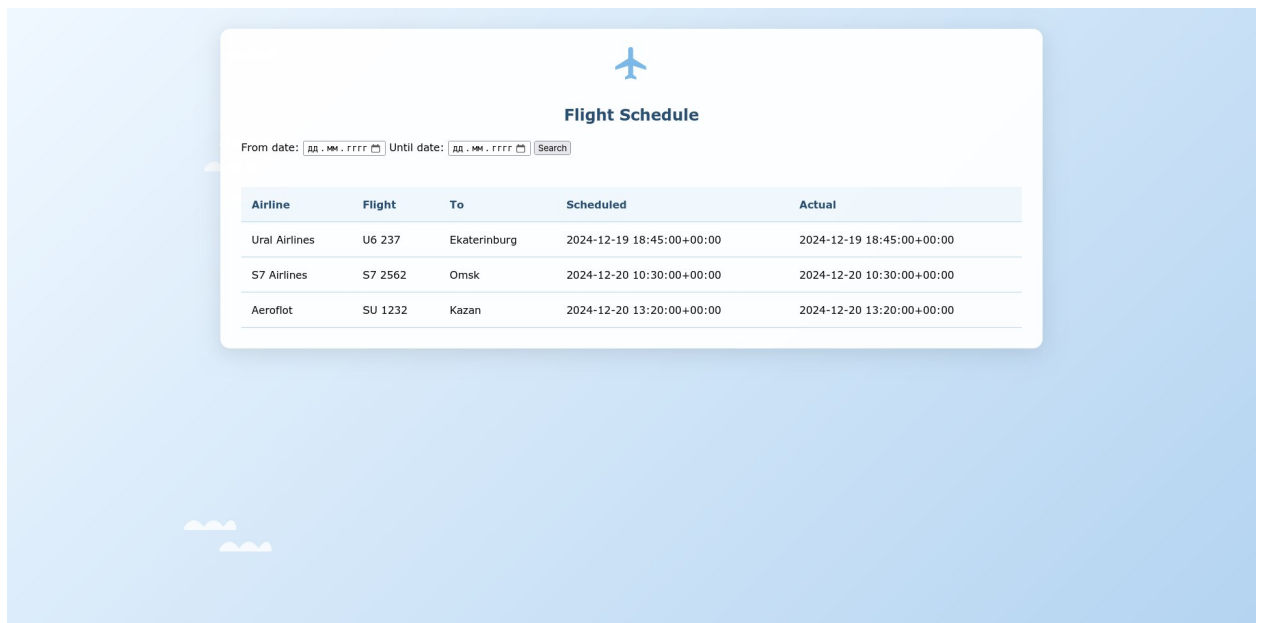 Flight Schedule
From date: дд.мм.гггг Until date: дд.мм.гггг Search
Airline Flight To Scheduled Actual
Ural Airlines U6 237 Ekaterinburg 2024-12-19 18:45:00+00:00 2024-12-19 18:45:00+00:00
S7 Airlines S7 2562 Omsk 2024-12-20 10:30:00+00:00 2024-12-20 10:30:00+00:00
Aeroflot SU 1232 Kazan 2024-12-20 13:20:00+00:00 2024-12-20 13:20:00+00:00